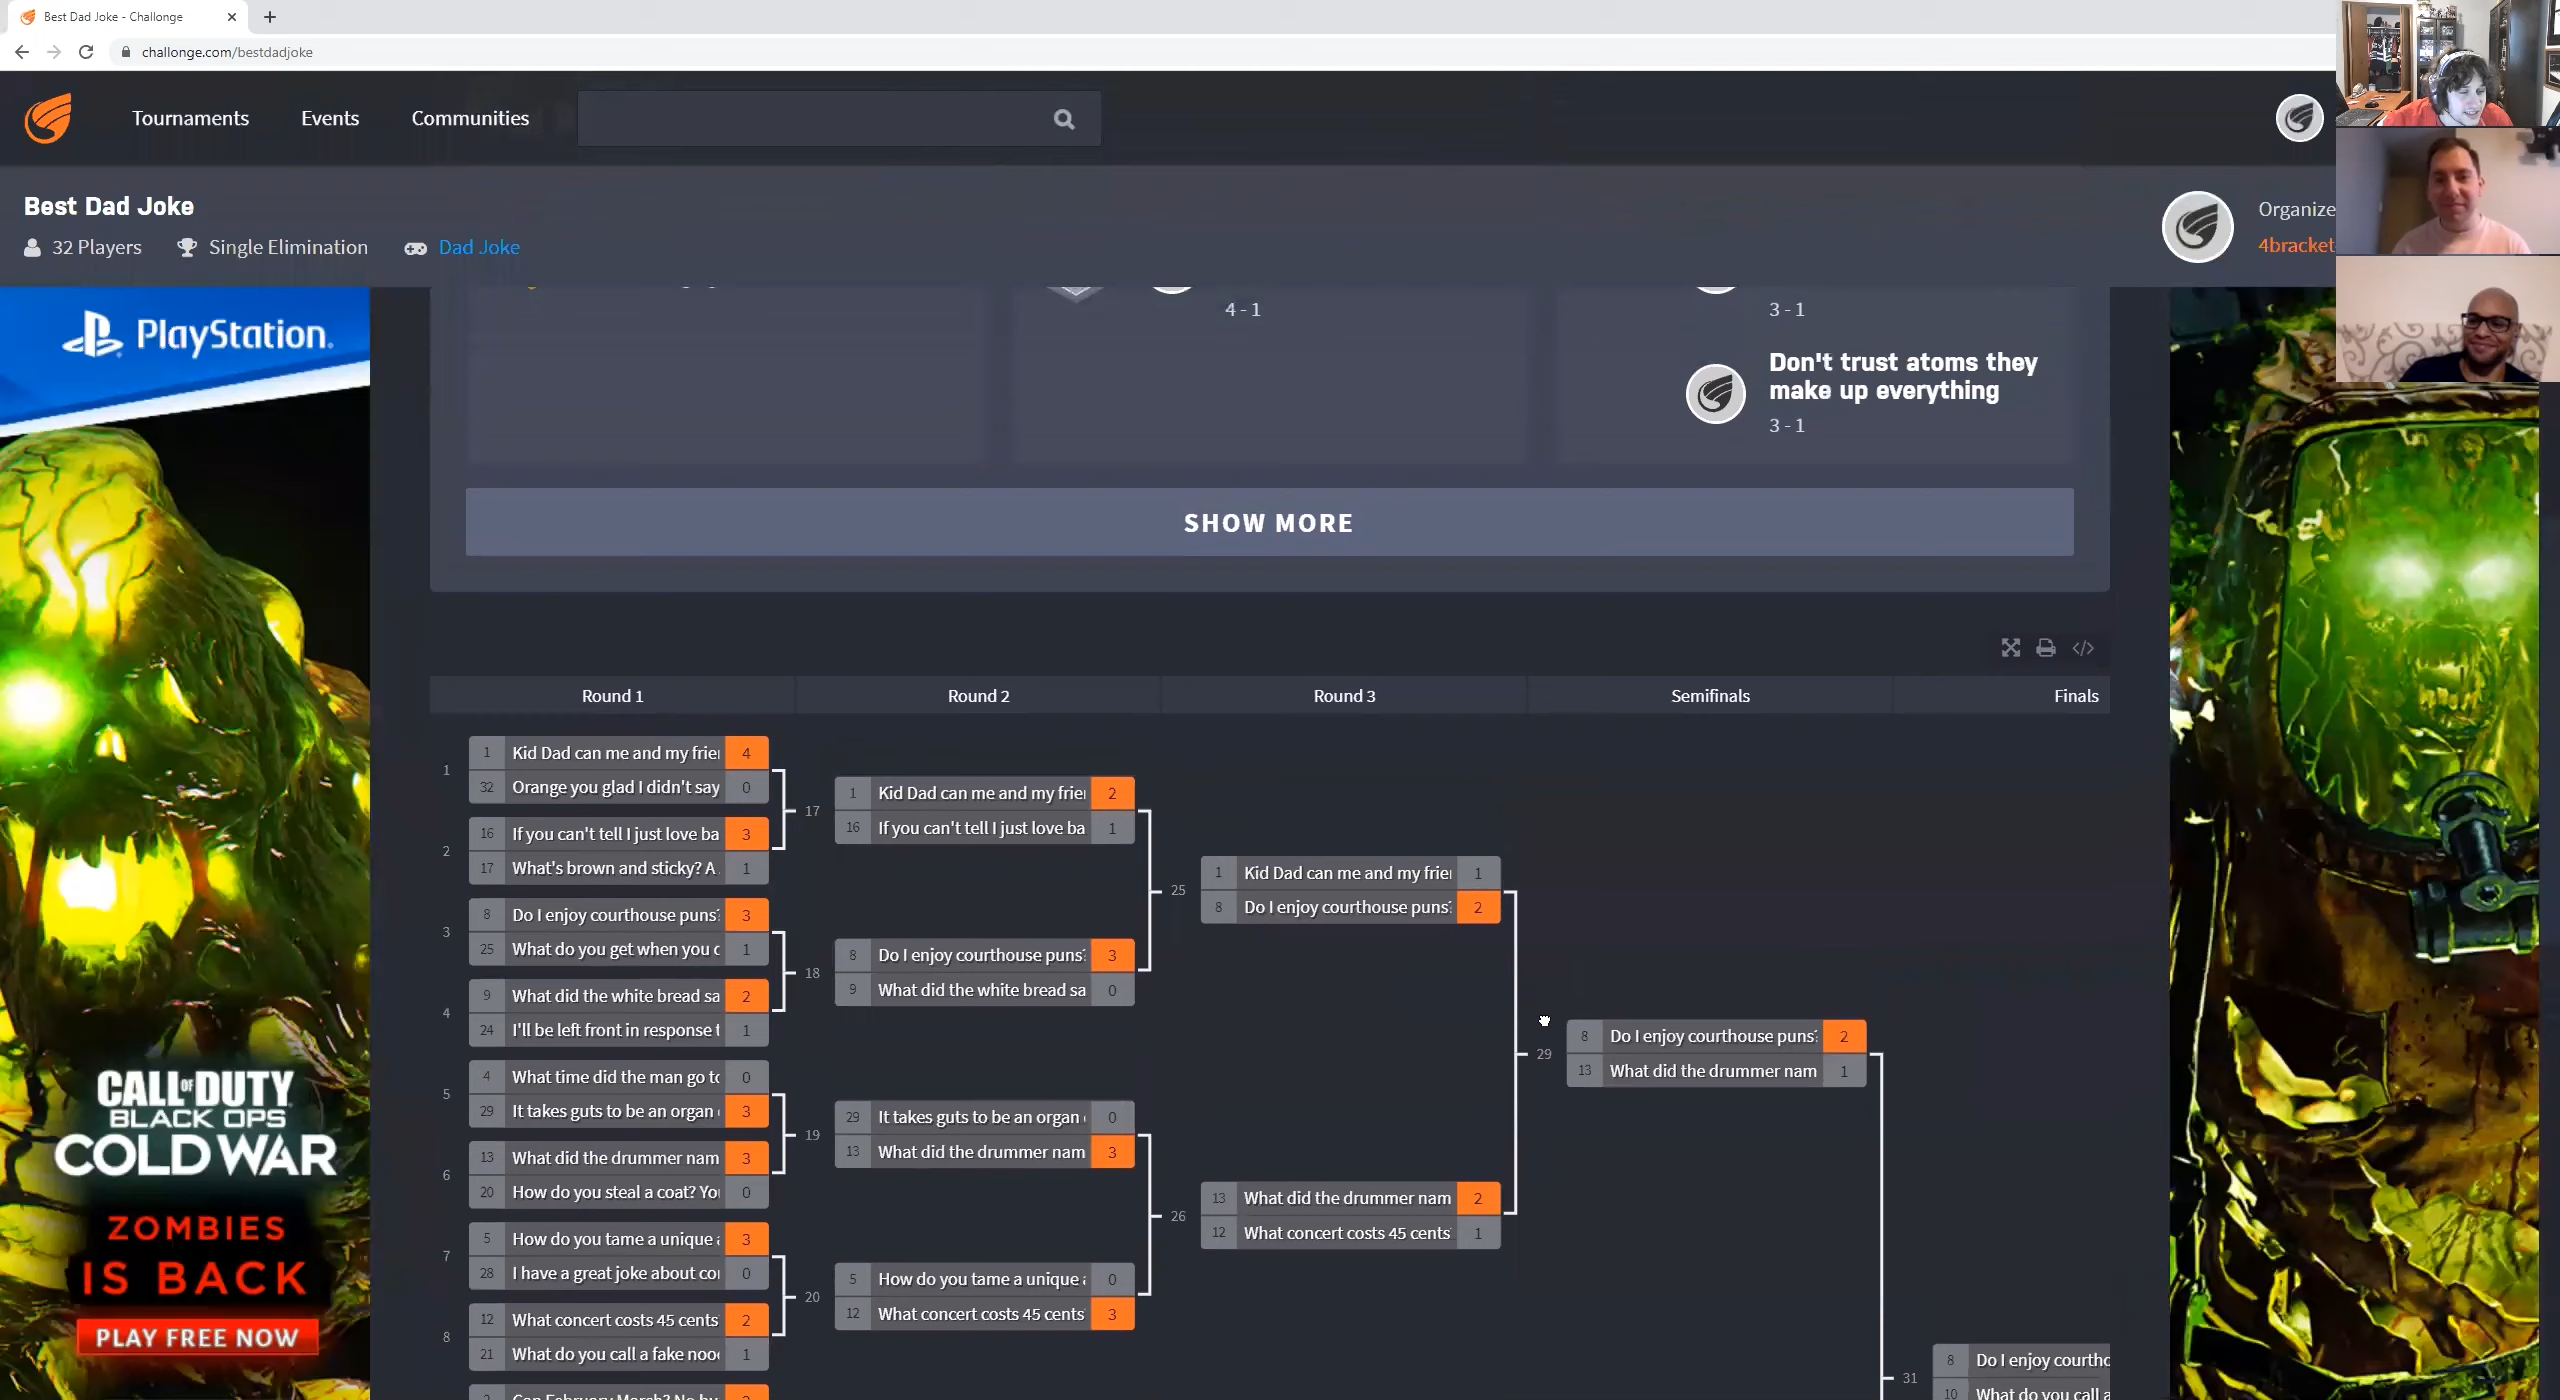 Best Dad Joke - Challonge
challonge.com/bestdadjoke
Tournaments
Events
Communities
Best Dad Joke
32 Players
Single Elimination
Dad Joke
Organize
4bracket
PlayStation.
4 - 1
3 - 1
Don't trust atoms they
make up everything
3 - 1
SHOW MORE
Round 1
Round 2
Round 3
Semifinals
Finals
1
1 Kid Dad can me and my frie 4
32 Orange you glad I didn't say 0
2
16 If you can't tell I just love ba 3
17 What's brown and sticky? A 1
3
8 Do I enjoy courthouse puns? 3
25 What do you get when you c 1
4
9 What did the white bread sa 2
24 I'll be left front in response t 1
5
4 What time did the man go to 0
29 It takes guts to be an organ 3
6
13 What did the drummer nam 3
20 How do you steal a coat? Yo 0
7
5 How do you tame a unique a 3
28 I have a great joke about co 0
8
12 What concert costs 45 cents 2
21 What do you call a fake noo 1
Can February March? No bu
17
1 Kid Dad can me and my frie 2
16 If you can't tell I just love ba 1
18
8 Do I enjoy courthouse puns? 3
9 What did the white bread sa 0
19
29 It takes guts to be an organ 0
13 What did the drummer nam 3
20
5 How do you tame a unique a 0
12 What concert costs 45 cents 3
25
1 Kid Dad can me and my frie 1
8 Do I enjoy courthouse puns? 2
26
13 What did the drummer nam 2
12 What concert costs 45 cents 1
29
8 Do I enjoy courthouse puns? 2
13 What did the drummer nam 1
31
8 Do I enjoy courtho
10 What do you call a
CALL OF DUTY
BLACK OPS
COLD WAR
ZOMBIES
IS BACK
PLAY FREE NOW